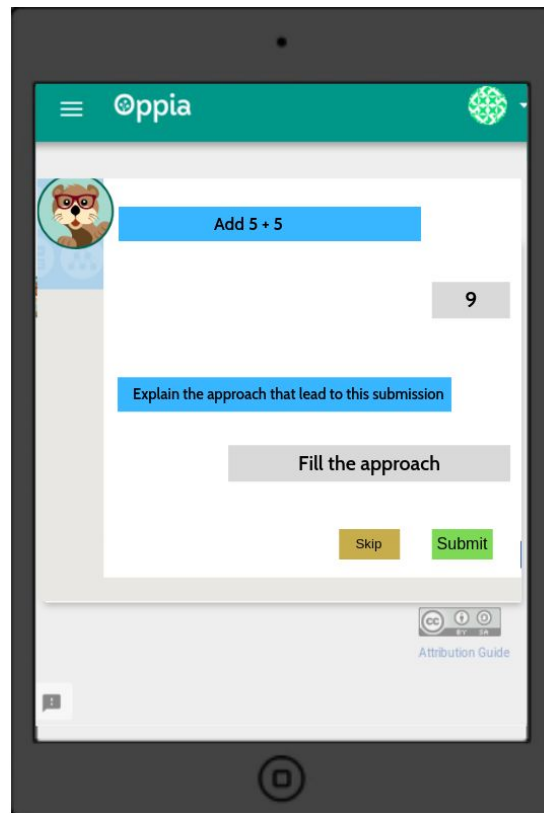 Oppia
Add 5 + 5
9
Explain the approach that lead to this submission
Fill the approach
Skip
Submit
cc
BY SA
Attribution Guide